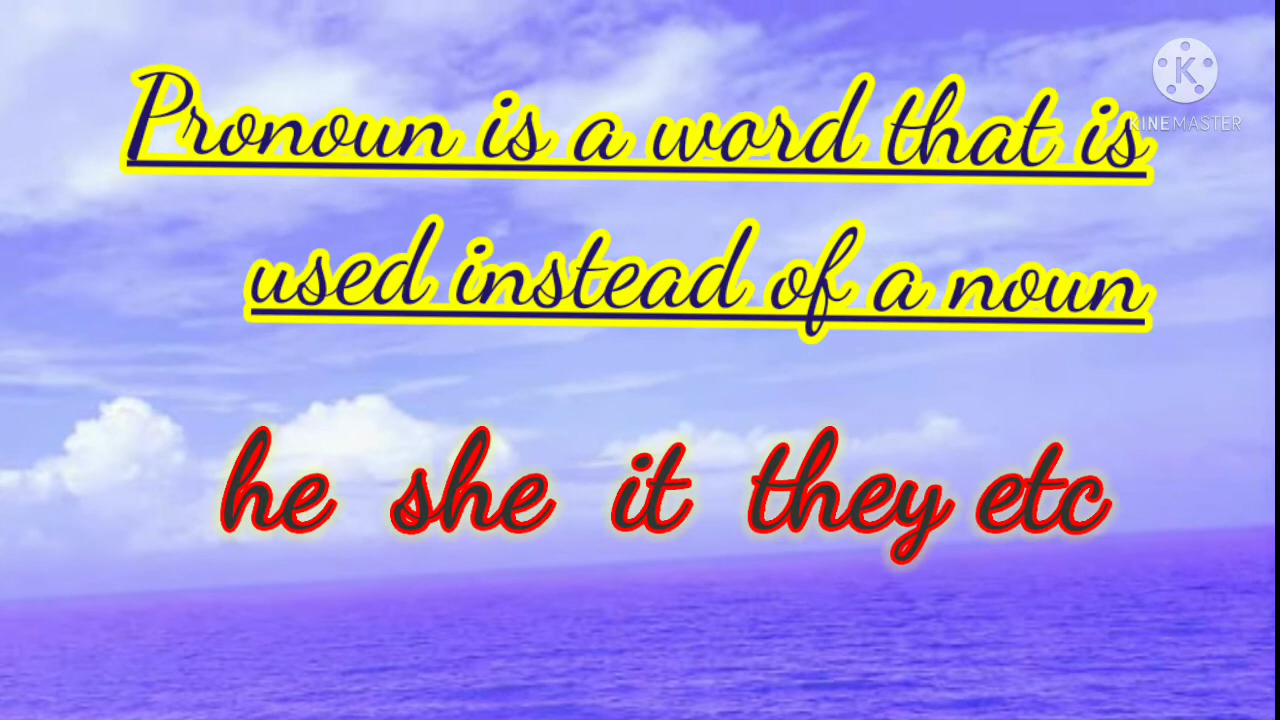 Pronoun is a word that is
used instead of a noun
he she it they etc
KINEMASTER